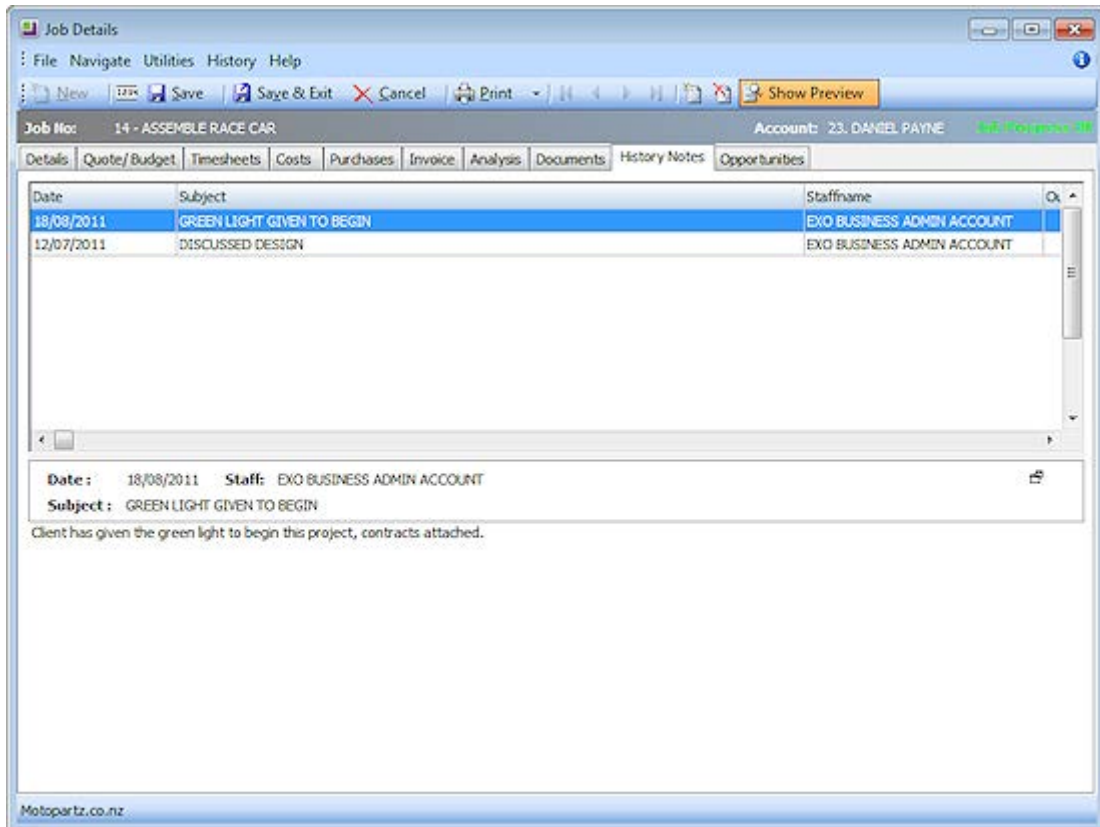 Job Details
File Navigate Utilities History Help
New Save Save & Exit Cancel Print Show Preview
Job No: 14 - ASSEMBLE RACE CAR Account: 23. DANIEL PAYNE
Details Quote/Budget Timesheets Costs Purchases Invoice Analysis Documents History Notes Opportunities
Date Subject Staffname
18/08/2011 GREEN LIGHT GIVEN TO BEGIN EXO BUSINESS ADMIN ACCOUNT
12/07/2011 DISCUSSED DESIGN EXO BUSINESS ADMIN ACCOUNT
Date : 18/08/2011 Staff: EXO BUSINESS ADMIN ACCOUNT
Subject : GREEN LIGHT GIVEN TO BEGIN
Client has given the green light to begin this project, contracts attached.
Motopartz.co.nz